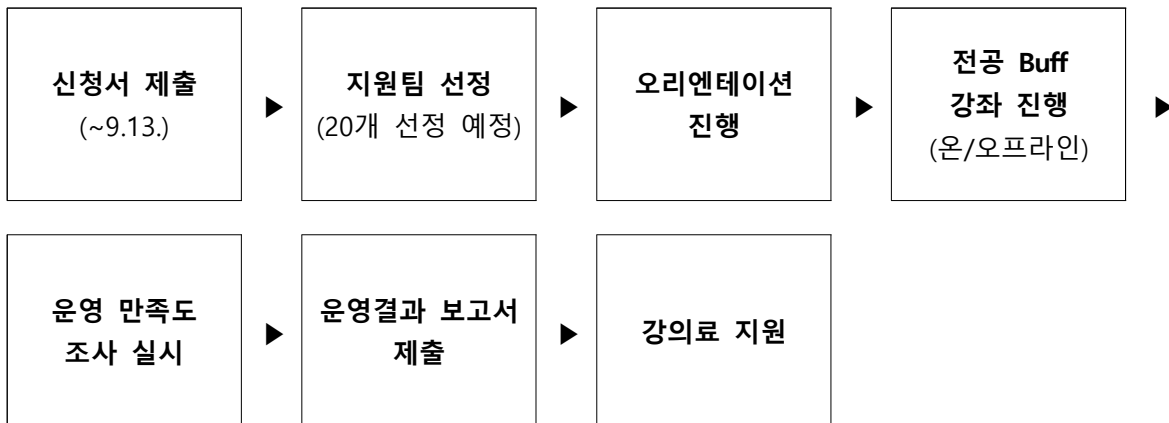 신청서 제출
(~9.13.)
▶
지원팀 선정
(20개 선정 예정)
▶
오리엔테이션
진행
▶
전공 Buff
강좌 진행
(온/오프라인)
▶
운영 만족도
조사 실시
▶
운영결과 보고서
제출
▶
강의료 지원